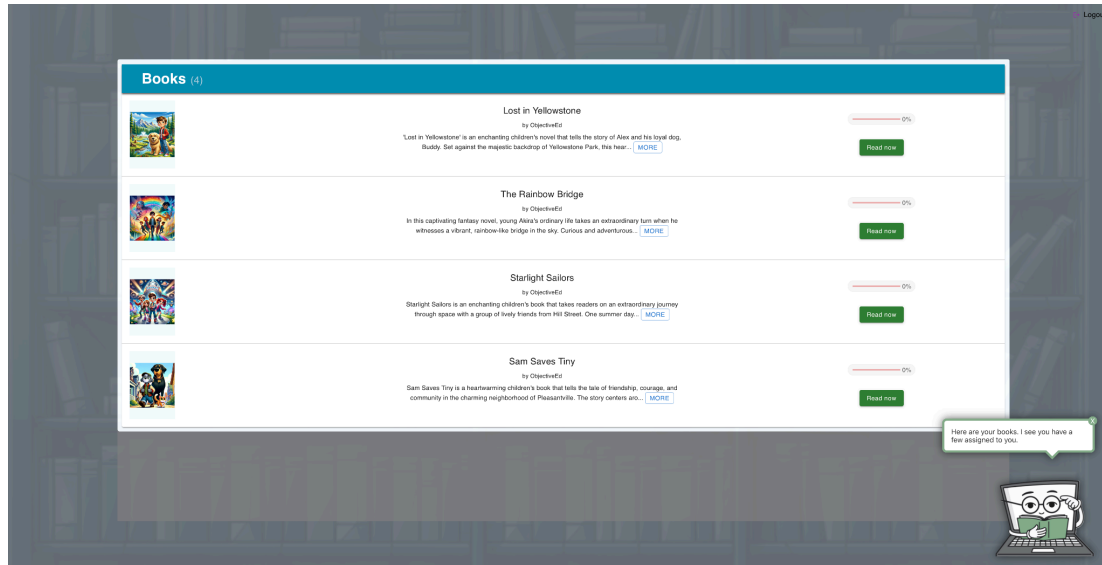 Logou
Books (4)
Lost in Yellowstone
by ObjectiveEd
'Lost in Yellowstone' is an enchanting children's novel that tells the story of Alex and his loyal dog,
Buddy. Set against the majestic backdrop of Yellowstone Park, this hear... MORE
0%
Read now
The Rainbow Bridge
by ObjectiveEd
In this captivating fantasy novel, young Akira's ordinary life takes an extraordinary turn when he
witnesses a vibrant, rainbow-like bridge in the sky. Curious and adventurous... MORE
0%
Read now
Starlight Sailors
by ObjectiveEd
Starlight Sailors is an enchanting children's book that takes readers on an extraordinary journey
through space with a group of lively friends from Hill Street. One summer day... MORE
0%
Read now
Sam Saves Tiny
by ObjectiveEd
Sam Saves Tiny is a heartwarming children's book that tells the tale of friendship, courage, and
community in the charming neighborhood of Pleasantville. The story centers aro... MORE
0%
Read now
Here are your books. I see you have a
few assigned to you.
X